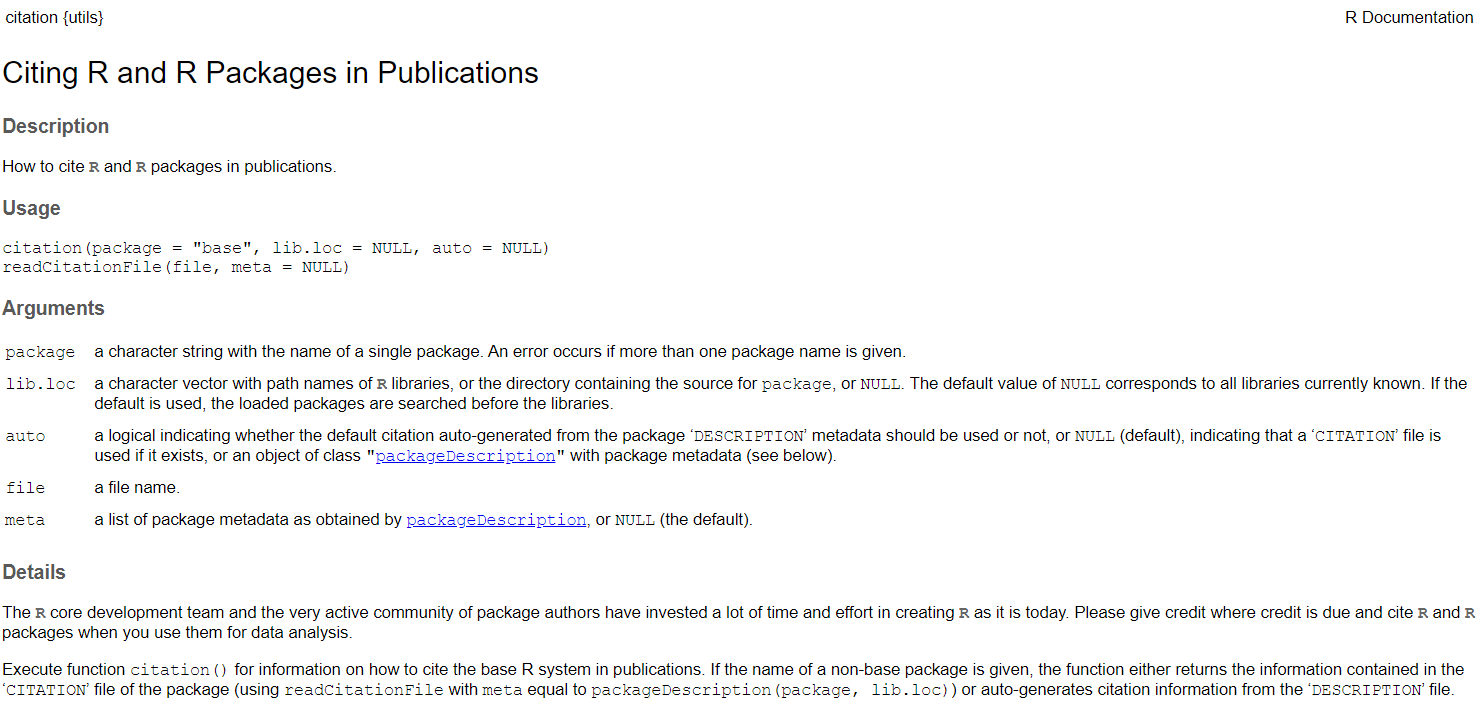 citation {utils}
R Documentation
Citing R and R Packages in Publications
Description
How to cite R and R packages in publications.
Usage
citation(package = "base", lib.loc = NULL, auto = NULL)
readCitationFile(file, meta = NULL)
Arguments
package a character string with the name of a single package. An error occurs if more than one package name is given.
lib.loc a character vector with path names of R libraries, or the directory containing the source for package, or NULL. The default value of NULL corresponds to all libraries currently known. If the
default is used, the loaded packages are searched before the libraries.
auto a logical indicating whether the default citation auto-generated from the package ‘DESCRIPTION’ metadata should be used or not, or NULL (default), indicating that a ‘CITATION’ file is
used if it exists, or an object of class "packageDescription" with package metadata (see below).
file a file name.
meta a list of package metadata as obtained by packageDescription, or NULL (the default).
Details
The R core development team and the very active community of package authors have invested a lot of time and effort in creating R as it is today. Please give credit where credit is due and cite R and R
packages when you use them for data analysis.
Execute function citation() for information on how to cite the base R system in publications. If the name of a non-base package is given, the function either returns the information contained in the
‘CITATION’ file of the package (using readCitationFile with meta equal to packageDescription(package, lib.loc)) or auto-generates citation information from the ‘DESCRIPTION’ file.